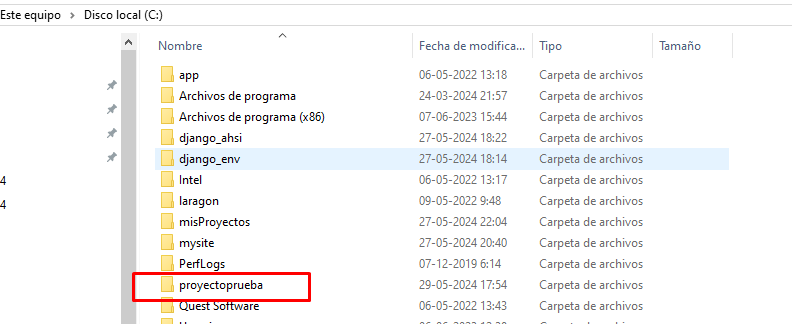 Este equipo > Disco local (C:)
Nombre Fecha de modifica... Tipo Tamaño
app 06-05-2022 13:18 Carpeta de archivos
Archivos de programa 24-03-2024 21:57 Carpeta de archivos
Archivos de programa (x86) 07-06-2023 15:44 Carpeta de archivos
django_ahsi 27-05-2024 18:22 Carpeta de archivos
django_env 27-05-2024 18:14 Carpeta de archivos
4 Intel 06-05-2022 13:17 Carpeta de archivos
4 laragon 09-05-2022 9:48 Carpeta de archivos
misProyectos 27-05-2024 22:04 Carpeta de archivos
mysite 27-05-2024 20:40 Carpeta de archivos
PerfLogs 07-12-2019 6:14 Carpeta de archivos
proyectoprueba 29-05-2024 17:54 Carpeta de archivos
Quest Software 06-05-2022 13:43 Carpeta de archivos